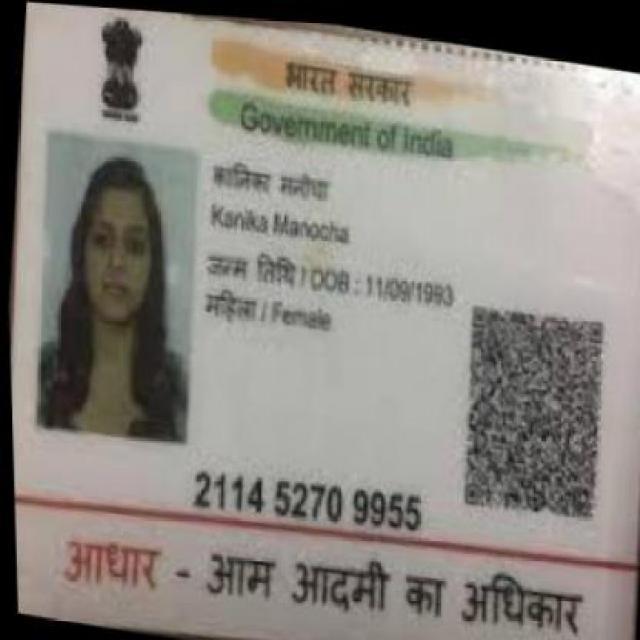 भारत सरकार
Government of India
मनोचा
Kanika Manocha
जन्म तिथि / DOB : 11/09/1993
महिला / Female
2114 5270 9955
आधार - आम आदमी का अधिकार